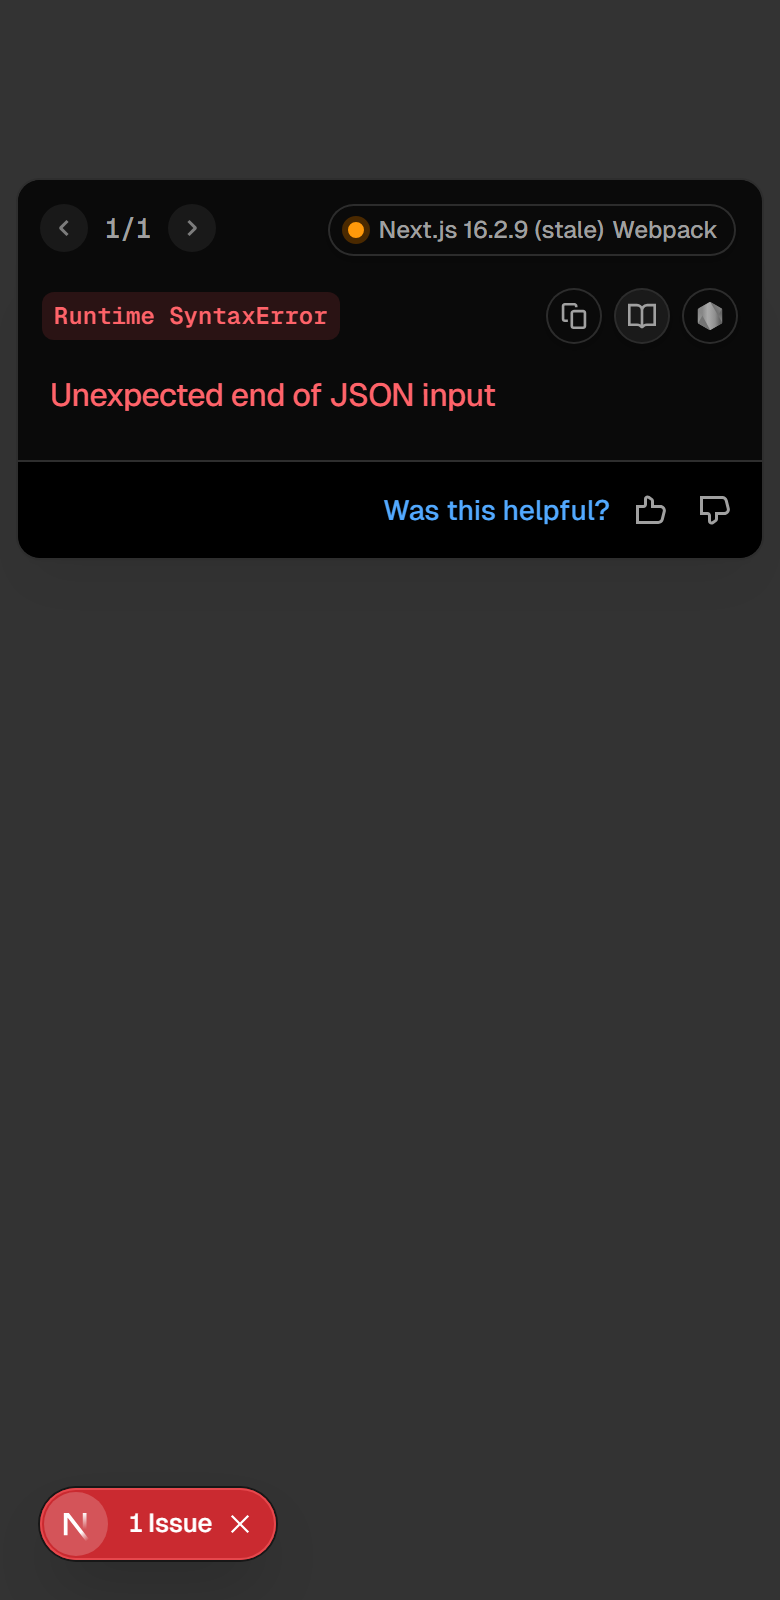 1/1
Next.js 16.2.9 (stale) Webpack
Runtime SyntaxError
Unexpected end of JSON input
Was this helpful?
N 1 Issue